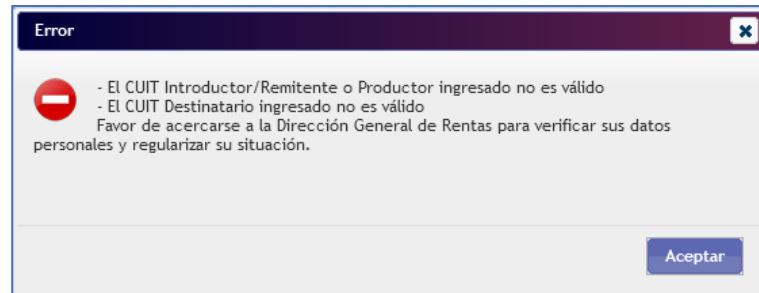 Error
- El CUIT Introductor/Remitente o Productor ingresado no es válido
- El CUIT Destinatario ingresado no es válido
Favor de acercarse a la Dirección General de Rentas para verificar sus datos
personales y regularizar su situación.
Aceptar